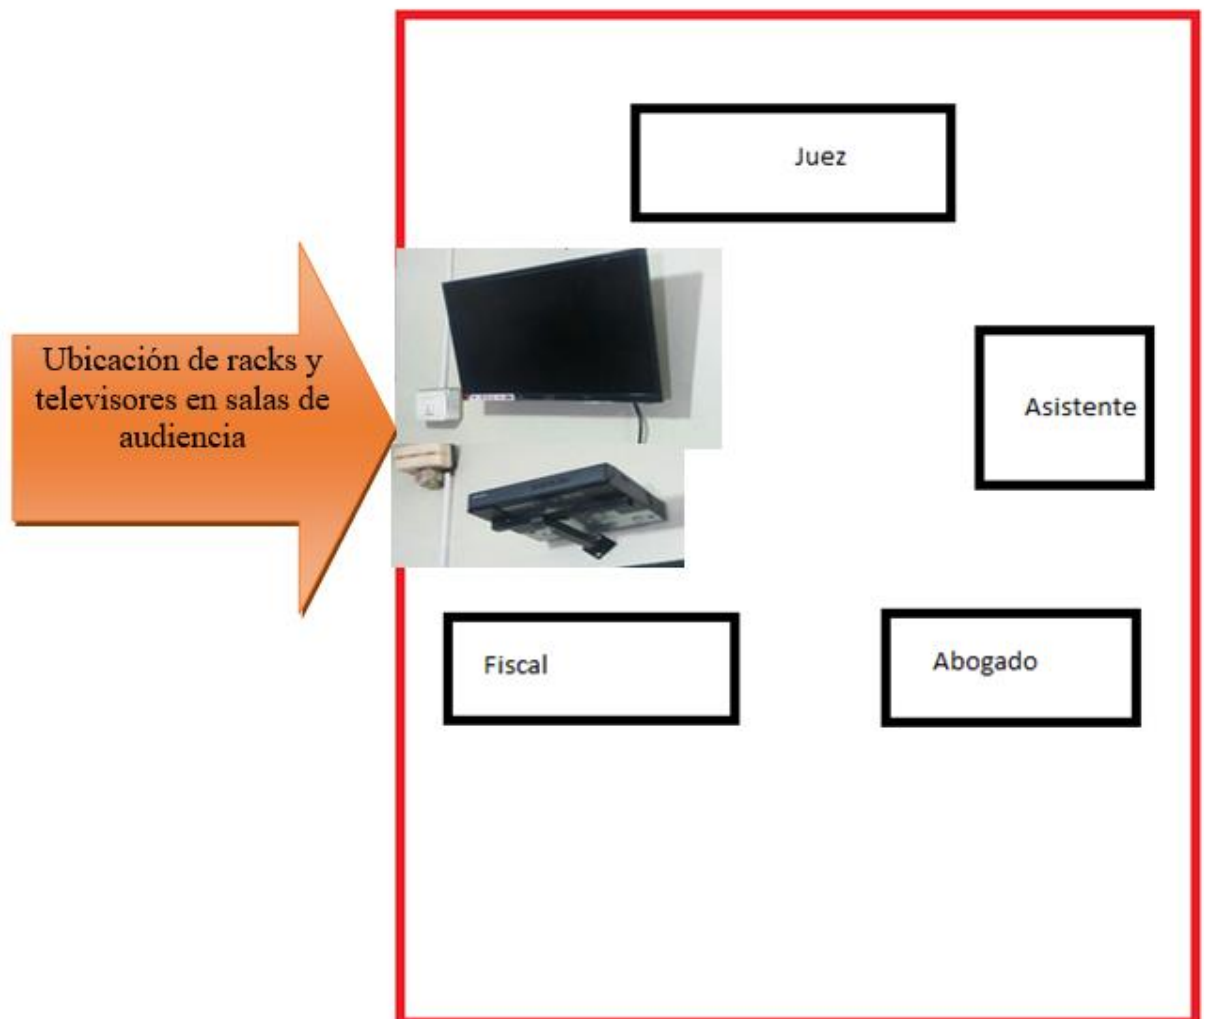 Juez
Ubicación de racks y
televisores en salas de
audiencia
Asistente
Fiscal
Abogado